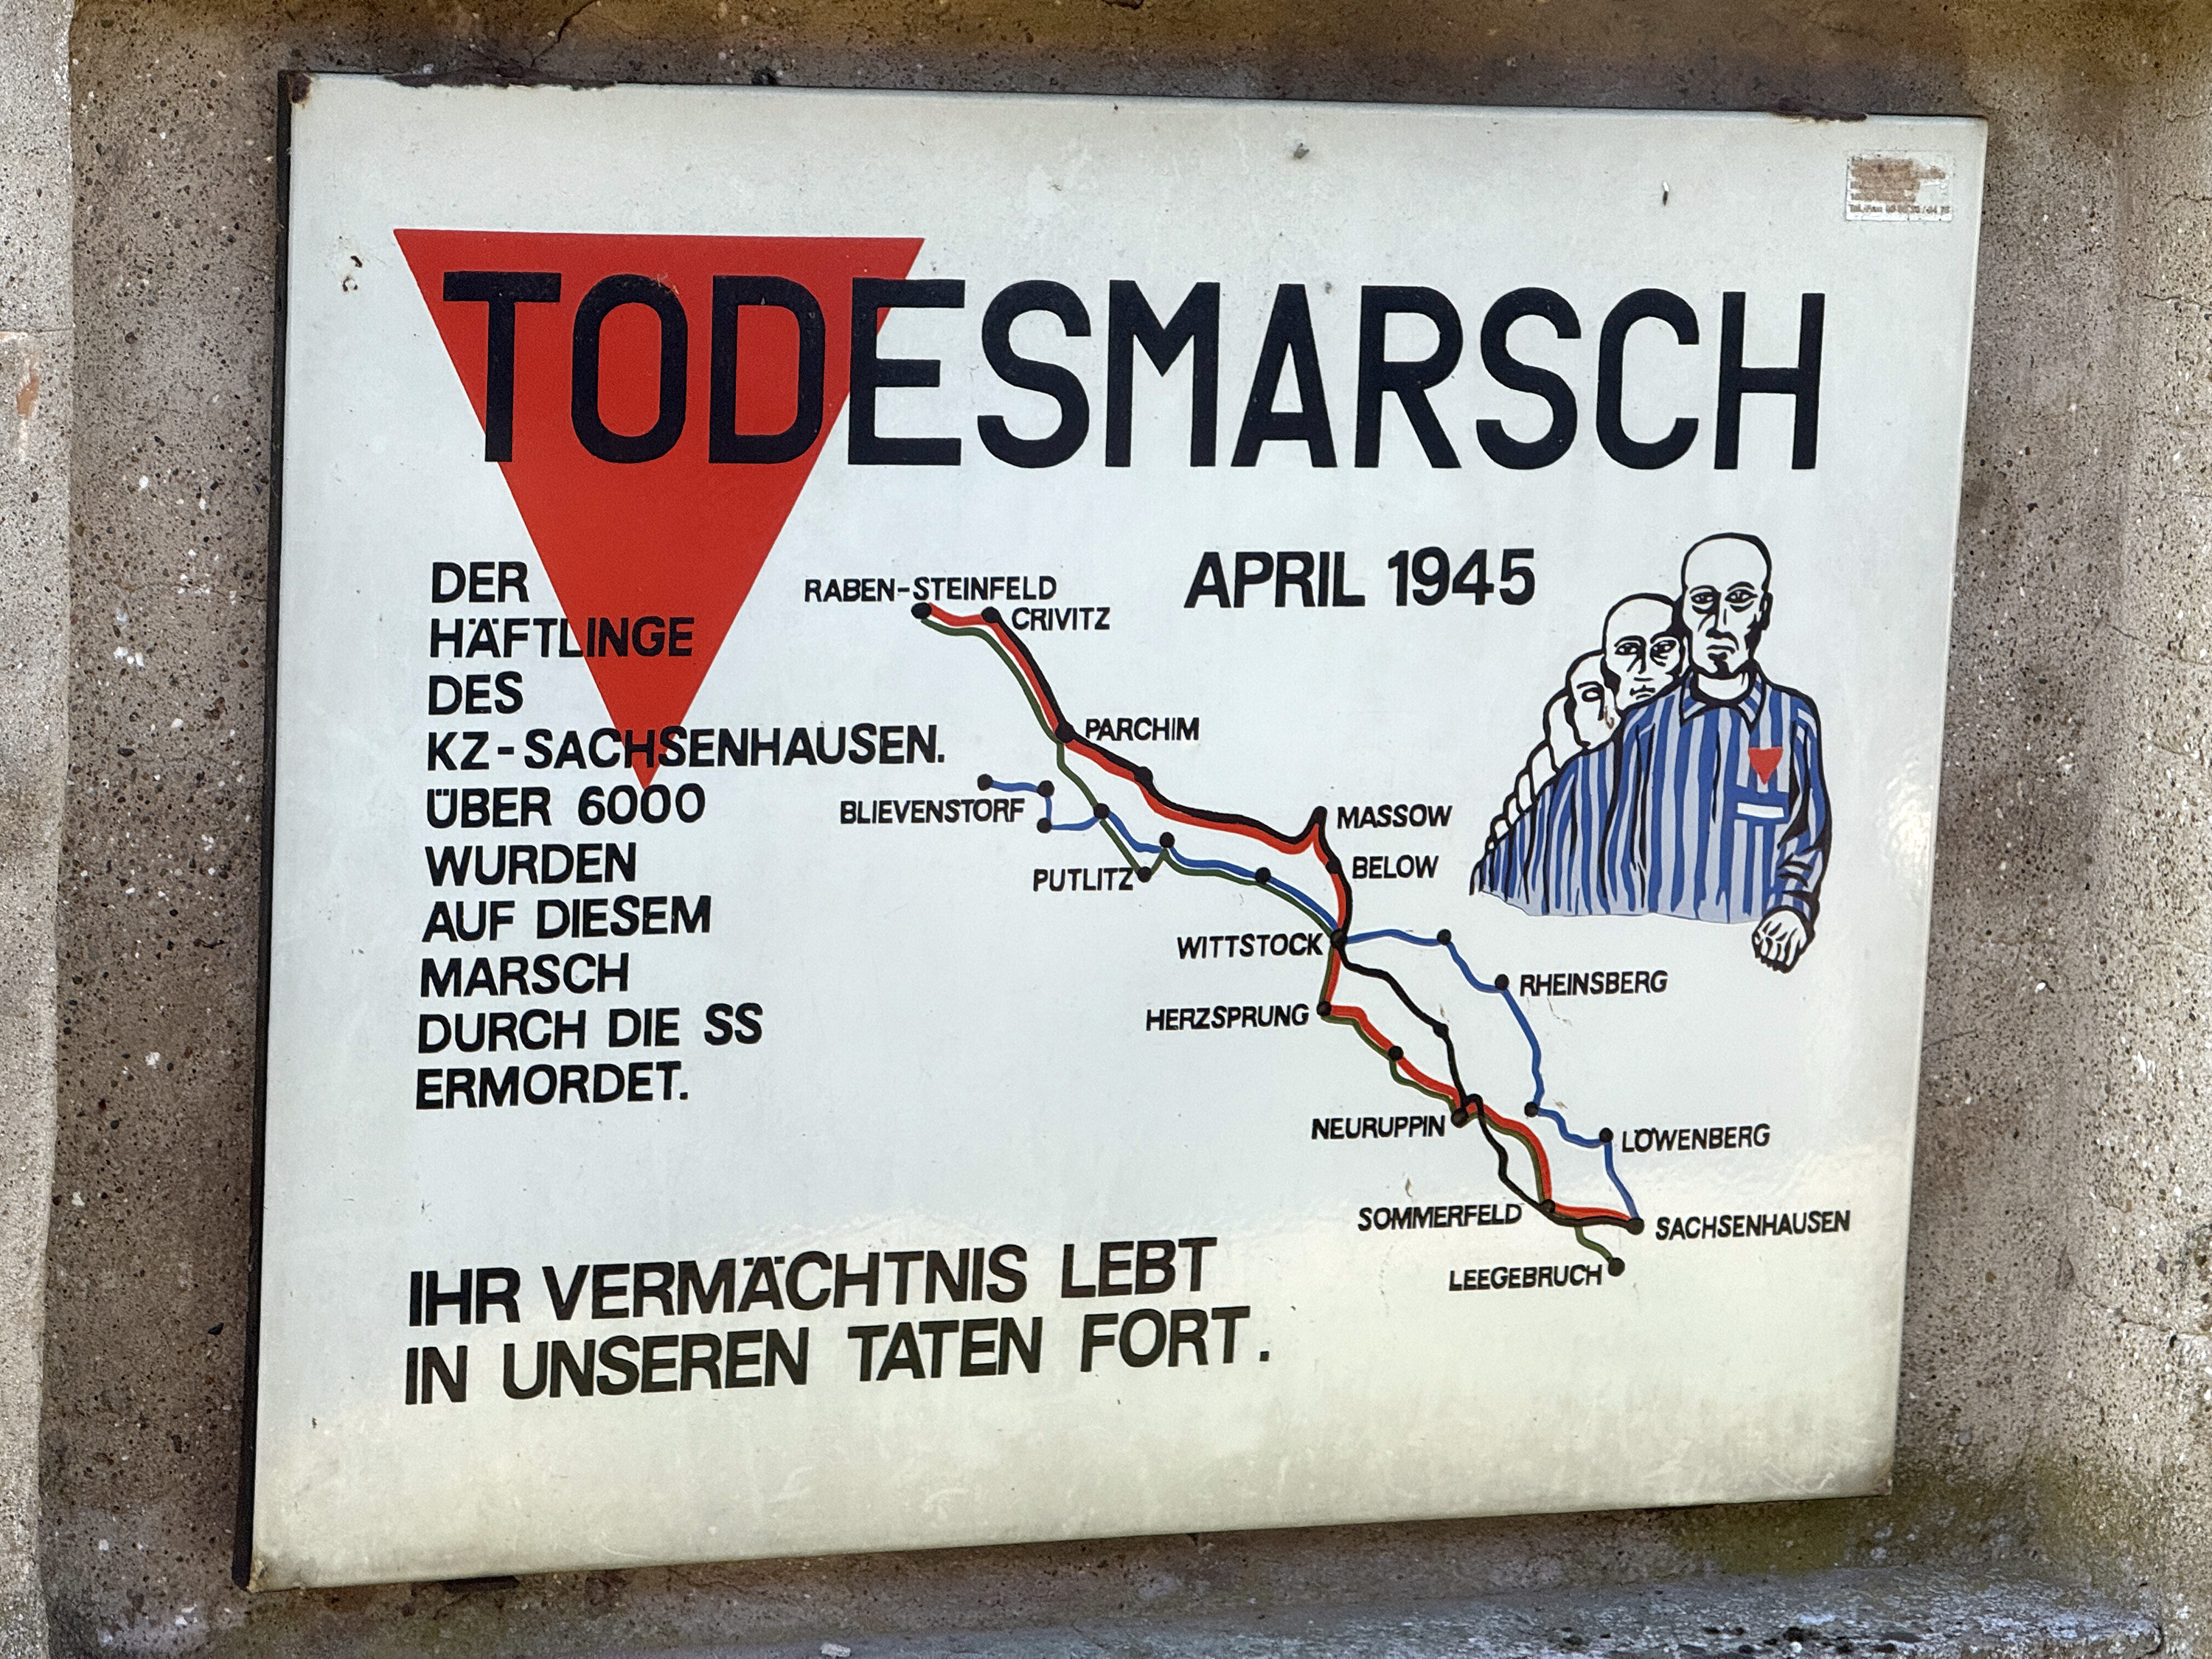 TODESMARSCH
APRIL 1945
DER
HÄFTLINGE
DES
KZ-SACHSENHAUSEN.
ÜBER 6000
WURDEN
AUF DIESEM
MARSCH
DURCH DIE SS
ERMORDET.
RABEN-STEINFELD
CRIVITZ
PARCHIM
BLIEVENSTORF
MASSOW
BELOW
PUTLITZ
WITTSTOCK
RHEINSBERG
HERZSPRUNG
NEURUPPIN
LÖWENBERG
SOMMERFELD
SACHSENHAUSEN
LEEGEBRUCH
IHR VERMÄCHTNIS LEBT
IN UNSEREN TATEN FORT.